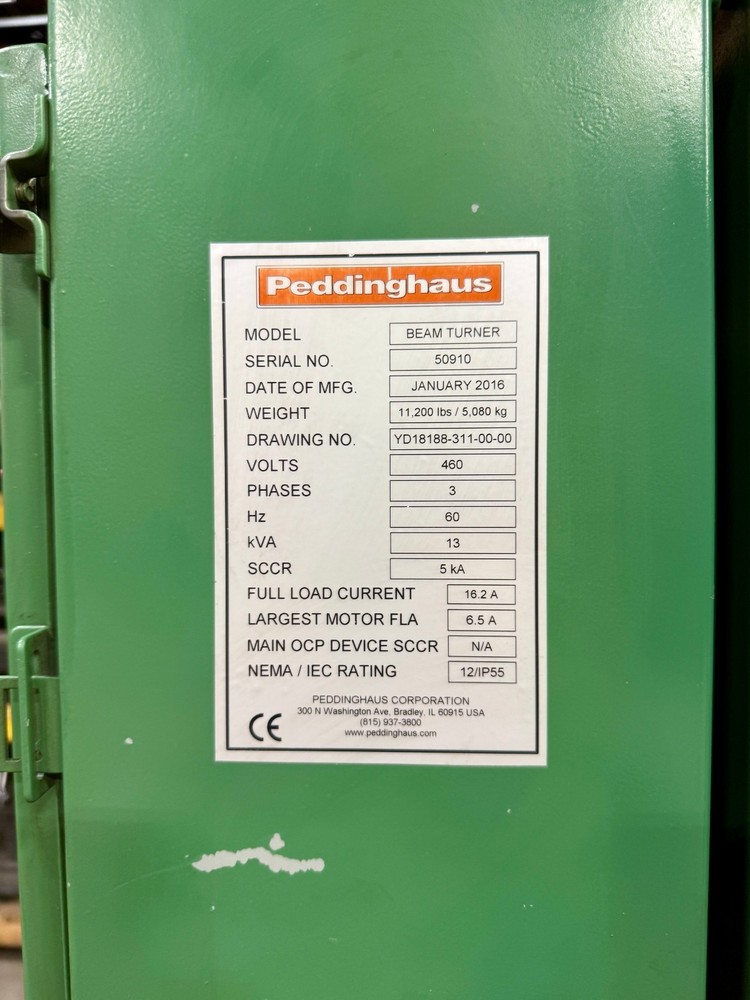 Peddinghaus
MODEL BEAM TURNER
SERIAL NO. 50910
DATE OF MFG. JANUARY 2016
WEIGHT 11,200 lbs / 5,080 kg
DRAWING NO. YD18188-311-00-00
VOLTS 460
PHASES 3
Hz 60
kVA 13
SCCR 5 kA
FULL LOAD CURRENT 16.2 A
LARGEST MOTOR FLA 6.5 A
MAIN OCP DEVICE SCCR N/A
NEMA / IEC RATING 12/IP55
PEDDINGHAUS CORPORATION
300 N Washington Ave, Bradley, IL 60915 USA
(815) 937-3800
www.peddinghaus.com
CE